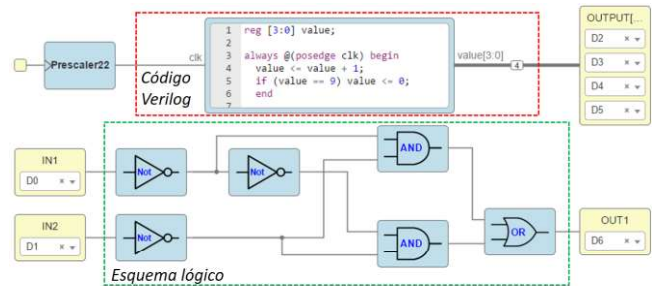 OUTPUT[...
D2
D3
D4
D5
Prescaler22
clk
1 reg [3:0] value;
2
3 always @(posedge clk) begin
4 value <= value + 1;
5 if (value == 9) value <= 0;
6 end
7
value[3:0]
4
Código
Verilog
IN1
D0
Not
Not
AND
IN2
D1
Not
AND
OR
OUT1
D6
Esquema lógico